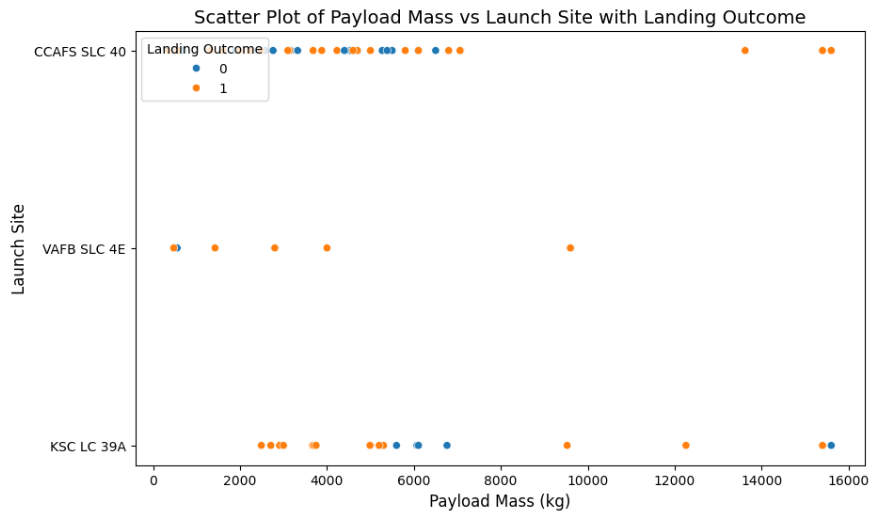 Scatter Plot of Payload Mass vs Launch Site with Landing Outcome
Landing Outcome
0
1
CCAFS SLC 40
VAFB SLC 4E
KSC LC 39A
Launch Site
0 2000 4000 6000 8000 10000 12000 14000 16000
Payload Mass (kg)